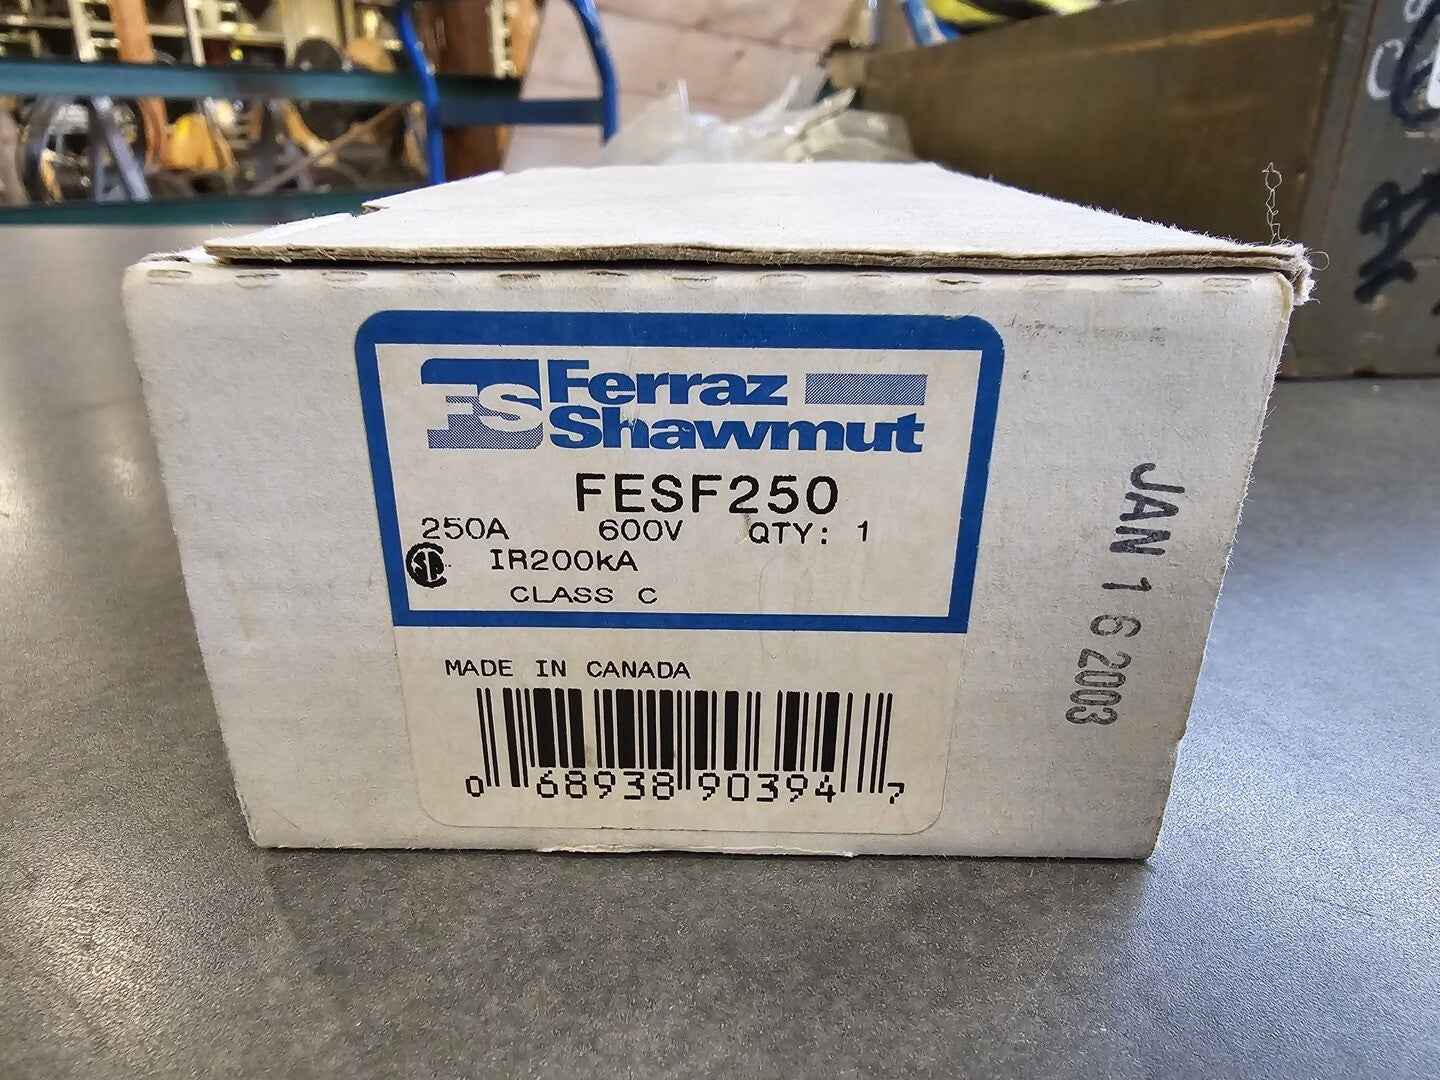 FS Ferraz
Shawmut
FESF250
250A 600V QTY: 1
IR200kA
CLASS C
MADE IN CANADA
0 68938 90394 7
JAN 16 2003